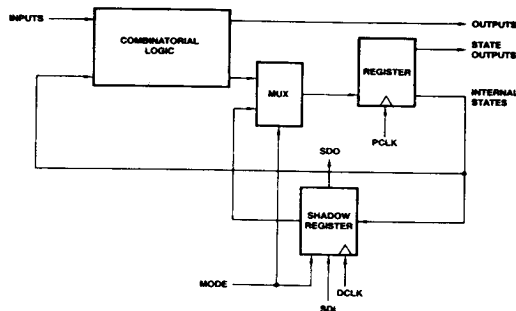 INPUTS
COMBINATORIAL
LOGIC
OUTPUTS
STATE
OUTPUTS
REGISTER
MUX
INTERNAL
STATES
PCLK
SDO
SHADOW
REGISTER
MODE
DCLK
SDI